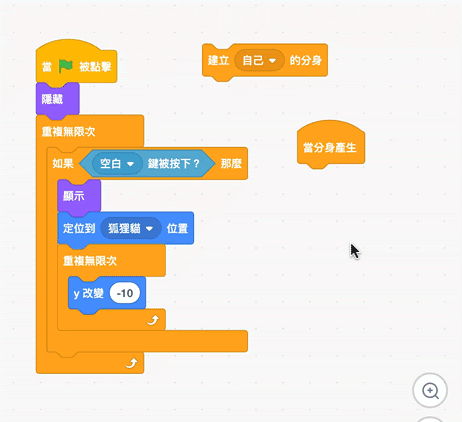 當 被點擊
隱藏
重複無限次
如果 空白 鍵被按下？ 那麼
顯示
定位到 狐狸貓 位置
重複無限次
y 改變 -10
建立 自己 的分身
當分身產生